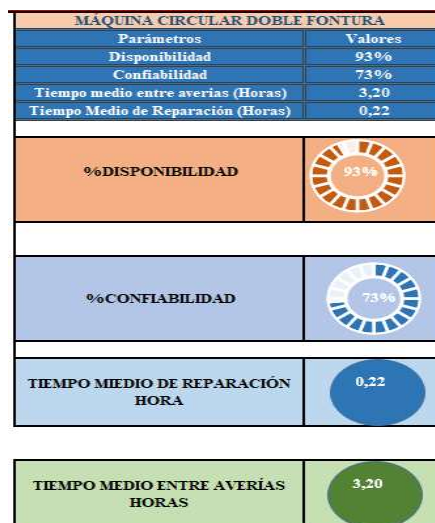 MÁQUINA CIRCULAR DOBLE FONTURA
Parámetros Valores
Disponibilidad 93%
Confiabilidad 73%
Tiempo medio entre averias (Horas) 3,20
Tiempo Medio de Reparación (Horas) 0,22
%DISPONIBILIDAD 93%
%CONFIABILIDAD 73%
TIEMPO MIEDIO DE REPARACIÓN
HORA
0,22
TIEMPO MEDIO ENTRE AVERÍAS
HORAS
3,20